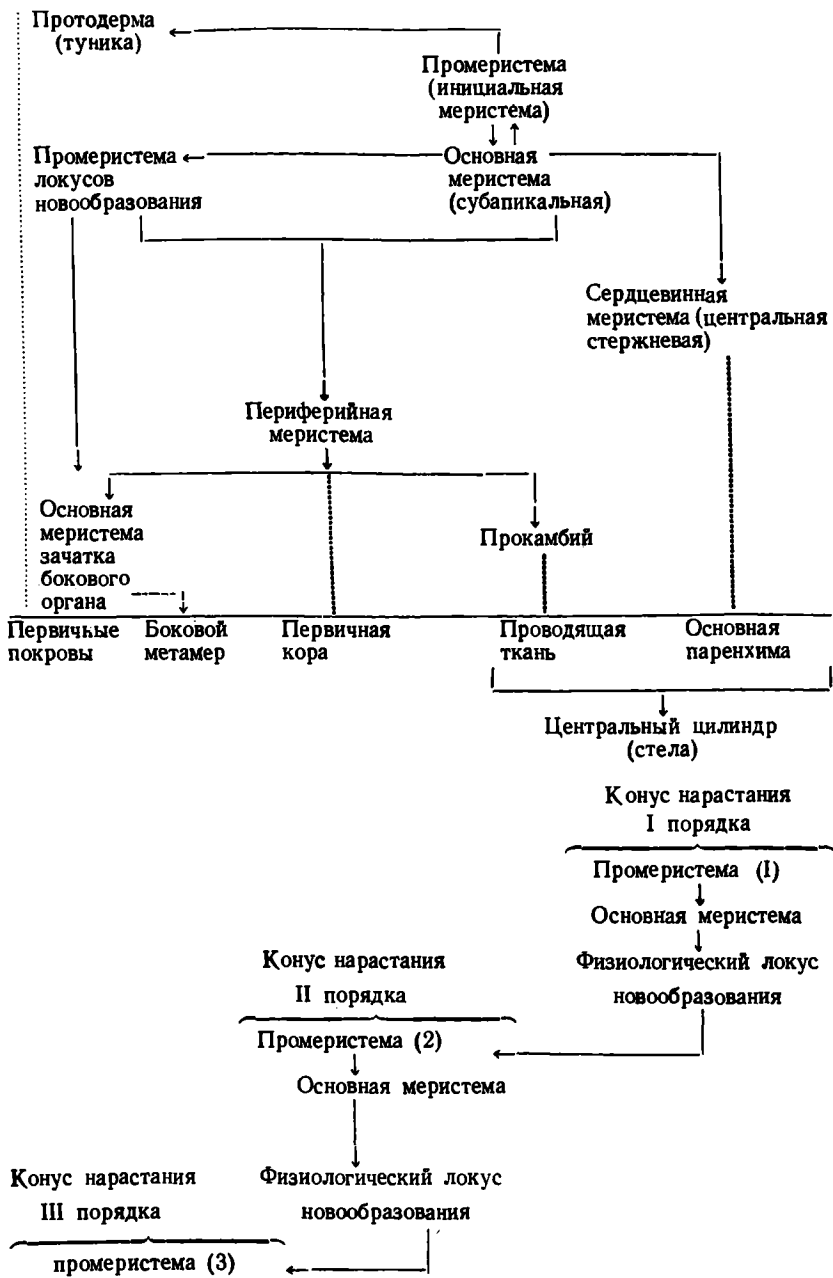 Протодерма
(туника)
Промеристема
(инициальная
меристема)
Промеристема
локусов
новообразования
Основная
меристема
(субапикальная)
Сердцевинная
меристема (центральная
стержневая)
Периферийная
меристема
Основная
меристема
зачатка
бокового
органа
Прокамбий
Первичые
покровы
Боковой
метамер
Первичная
кора
Проводящая
ткань
Основная
паренхима
Центральный цилиндр
(стела)
Конус нарастания
I порядка
Промеристема (I)
Основная меристема
Физиологический локус
новообразования
Конус нарастания
II порядка
Промеристема (2)
Основная меристема
Физиологический локус
новообразования
Конус нарастания
III порядка
промеристема (3)